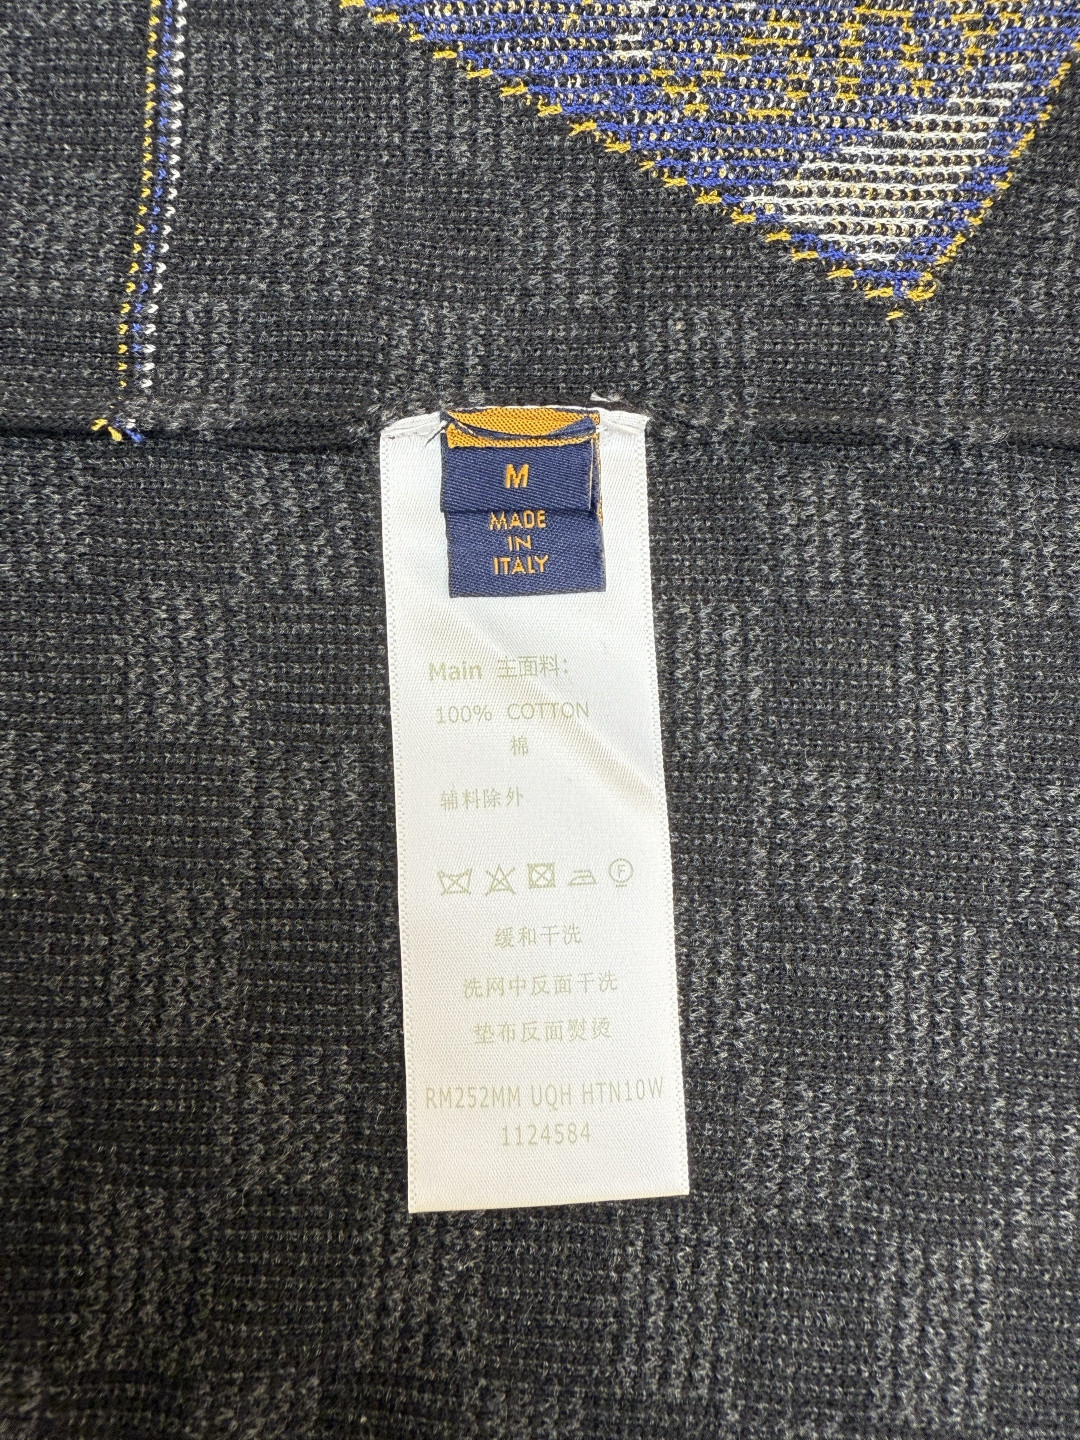 M
MADE
IN
ITALY
Main 主面料:
100% COTTON
棉
辅料除外
F
缓和干洗
洗网中反面干洗
垫布反面熨烫
RM252MM UQH HTN10W
1124584